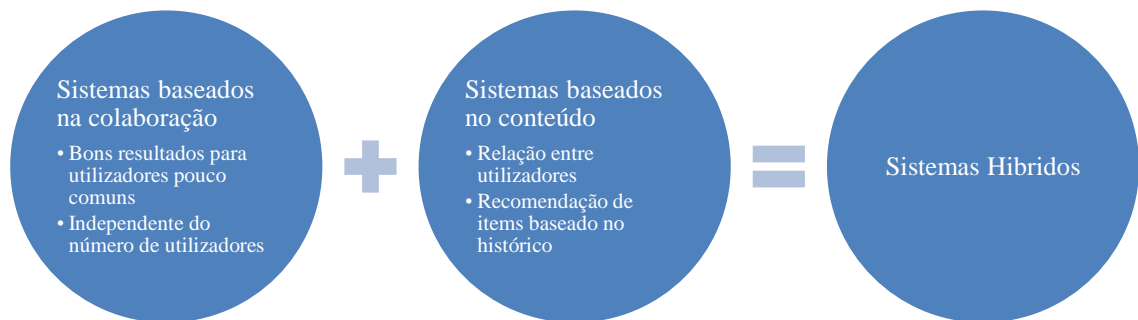 Sistemas baseados
na colaboração
• Bons resultados para
utilizadores pouco
comuns
• Independente do
número de utilizadores
Sistemas baseados
no conteúdo
• Relação entre
utilizadores
• Recomendação de
items baseado no
histórico
Sistemas Hibridos